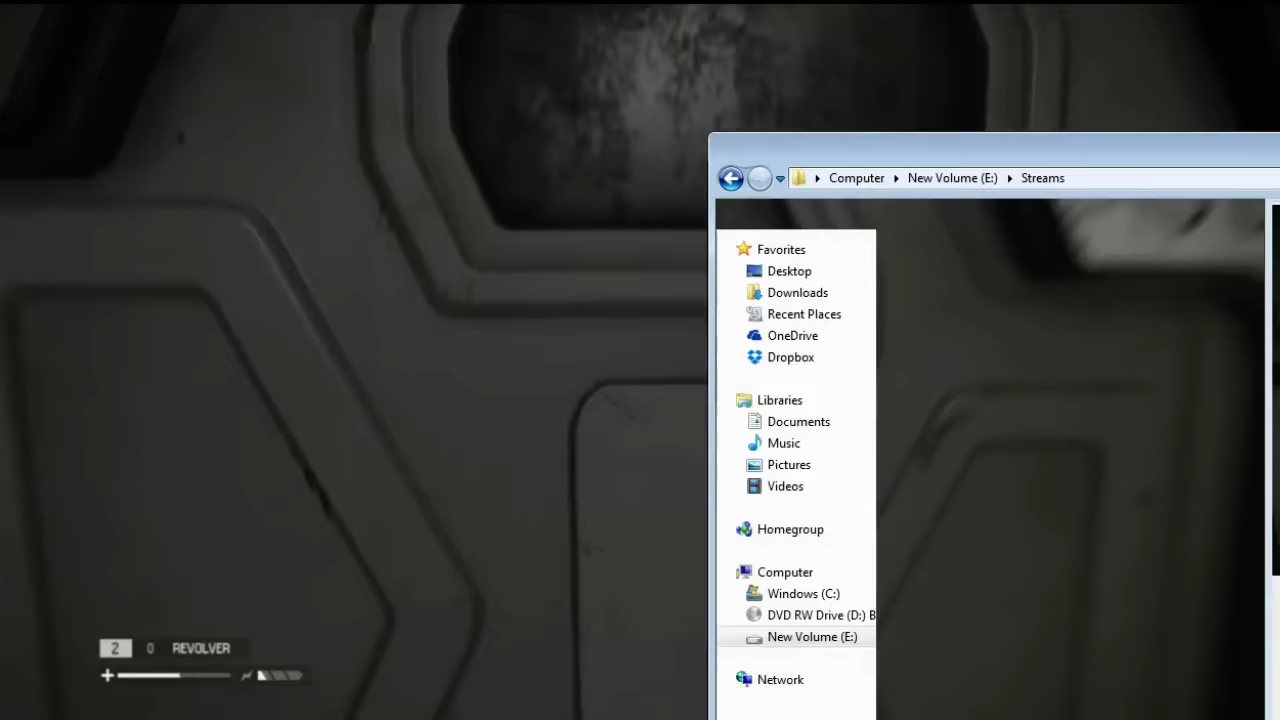 Computer New Volume (E:) Streams
Favorites
Desktop
Downloads
Recent Places
OneDrive
Dropbox
Libraries
Documents
Music
Pictures
Videos
Homegroup
Computer
Windows (C:)
DVD RW Drive (D:) B
New Volume (E:)
Network
2 0 REVOLVER